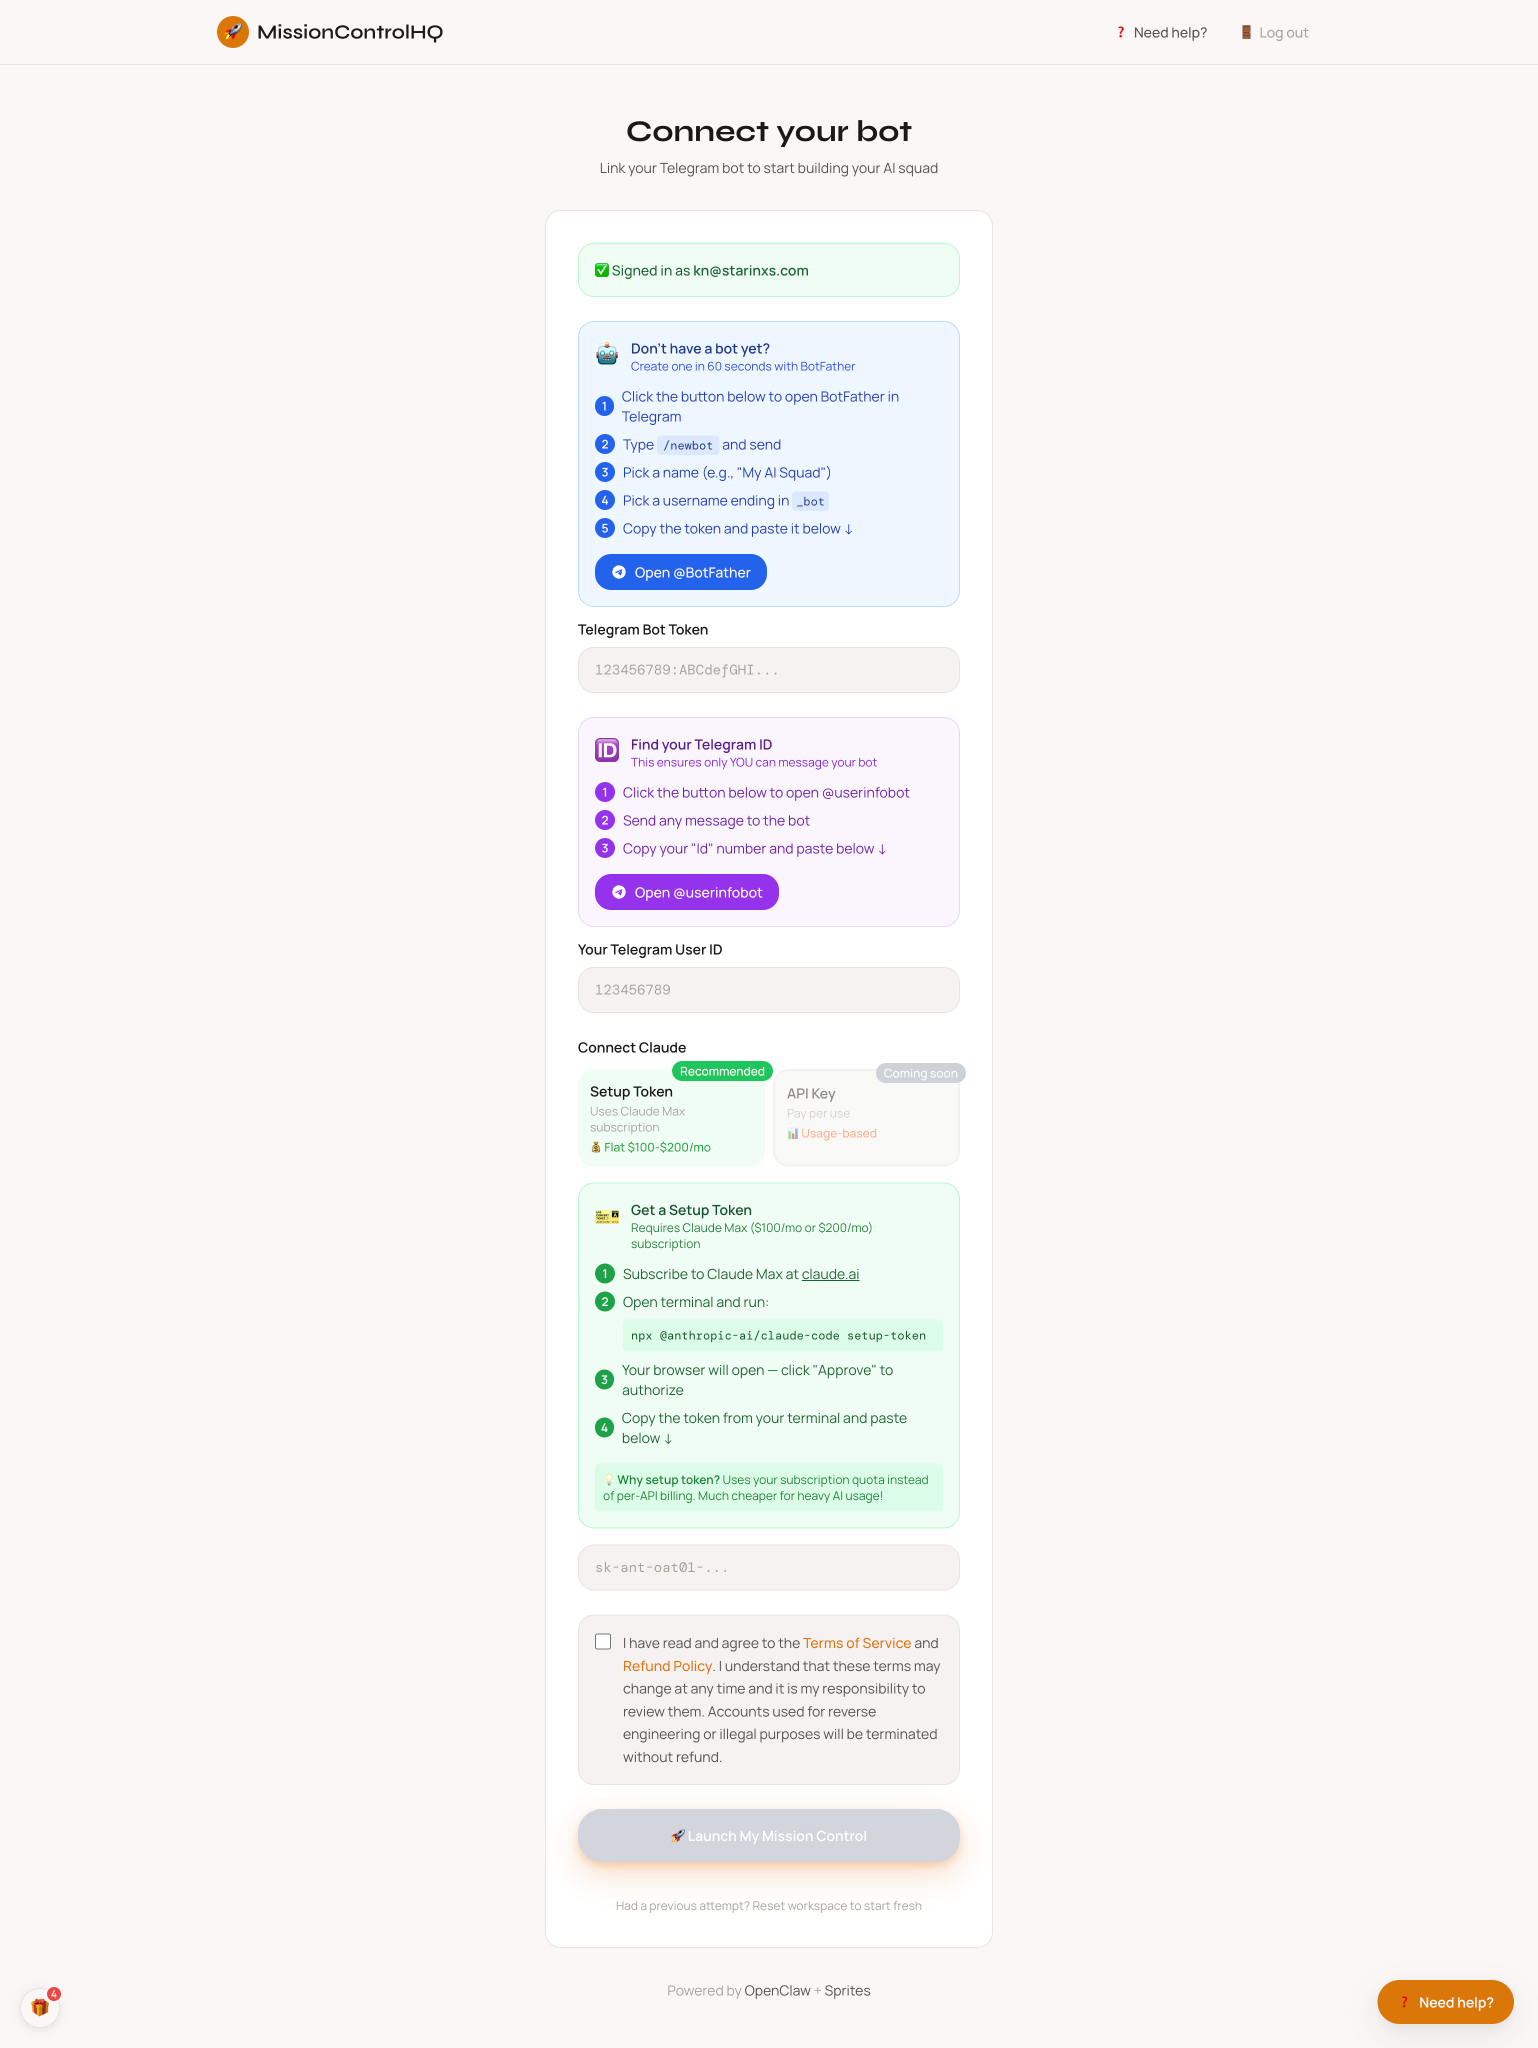 MissionControlHQ
❓ Need help?
Log out
Connect your bot
Link your Telegram bot to start building your AI squad
✅ Signed in as kn@starinxs.com
Don't have a bot yet?
Create one in 60 seconds with BotFather
1 Click the button below to open BotFather in
Telegram
2 Type /newbot and send
3 Pick a name (e.g., "My AI Squad")
4 Pick a username ending in _bot
5 Copy the token and paste it below ↓
Open @BotFather
Telegram Bot Token
123456789:ABCdefGHI...
ID
Find your Telegram ID
This ensures only YOU can message your bot
1 Click the button below to open @userinfobot
2 Send any message to the bot
3 Copy your "Id" number and paste below ↓
Open @userinfobot
Your Telegram User ID
123456789
Connect Claude
Recommended
Setup Token
Uses Claude Max
subscription
💰 Flat $100-$200/mo
Coming soon
API Key
Pay per use
📊 Usage-based
Get a Setup Token
Requires Claude Max ($100/mo or $200/mo)
subscription
1 Subscribe to Claude Max at claude.ai
2 Open terminal and run:
npx @anthropic-ai/claude-code setup-token
3 Your browser will open — click "Approve" to
authorize
4 Copy the token from your terminal and paste
below ↓
💡 Why setup token? Uses your subscription quota instead
of per-API billing. Much cheaper for heavy AI usage!
sk-ant-oat01-...
I have read and agree to the Terms of Service and
Refund Policy. I understand that these terms may
change at any time and it is my responsibility to
review them. Accounts used for reverse
engineering or illegal purposes will be terminated
without refund.
🚀 Launch My Mission Control
Had a previous attempt? Reset workspace to start fresh
Powered by OpenClaw + Sprites
4
❓ Need help?